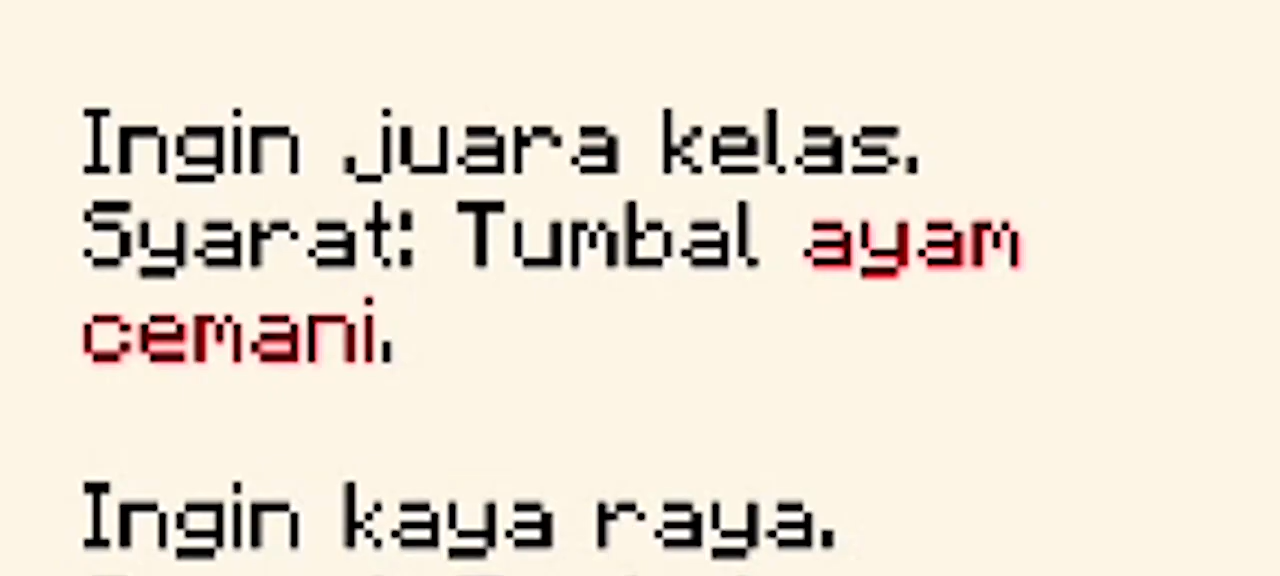 Ingin juara kelas.
Syarat: Tumbal ayam
cemani.
Ingin kaya raya.